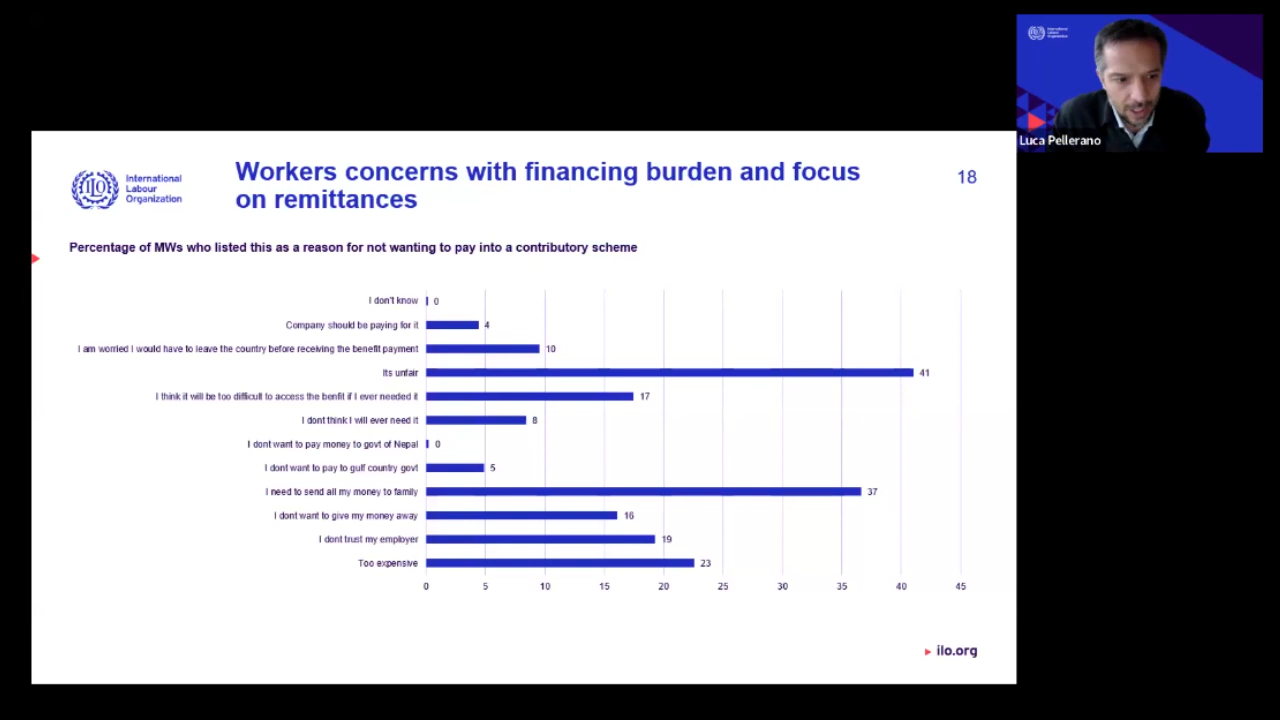 International
Labour
Organization
Luca Pellerano
International
Labour
Organization
Workers concerns with financing burden and focus
on remittances
18
Percentage of MWs who listed this as a reason for not wanting to pay into a contributory scheme
I don't know 0
Company should be paying for it 4
I am worried I would have to leave the country before receiving the benefit payment 10
Its unfair 41
I think it will be too difficult to access the benfit if I ever needed it 17
I dont think I will ever need it 8
I dont want to pay money to govt of Nepal 0
I dont want to pay to gulf country govt 5
I need to send all my money to family 37
I dont want to give my money away 16
I dont trust my employer 19
Too expensive 23
0 5 10 15 20 25 30 35 40 45
ilo.org